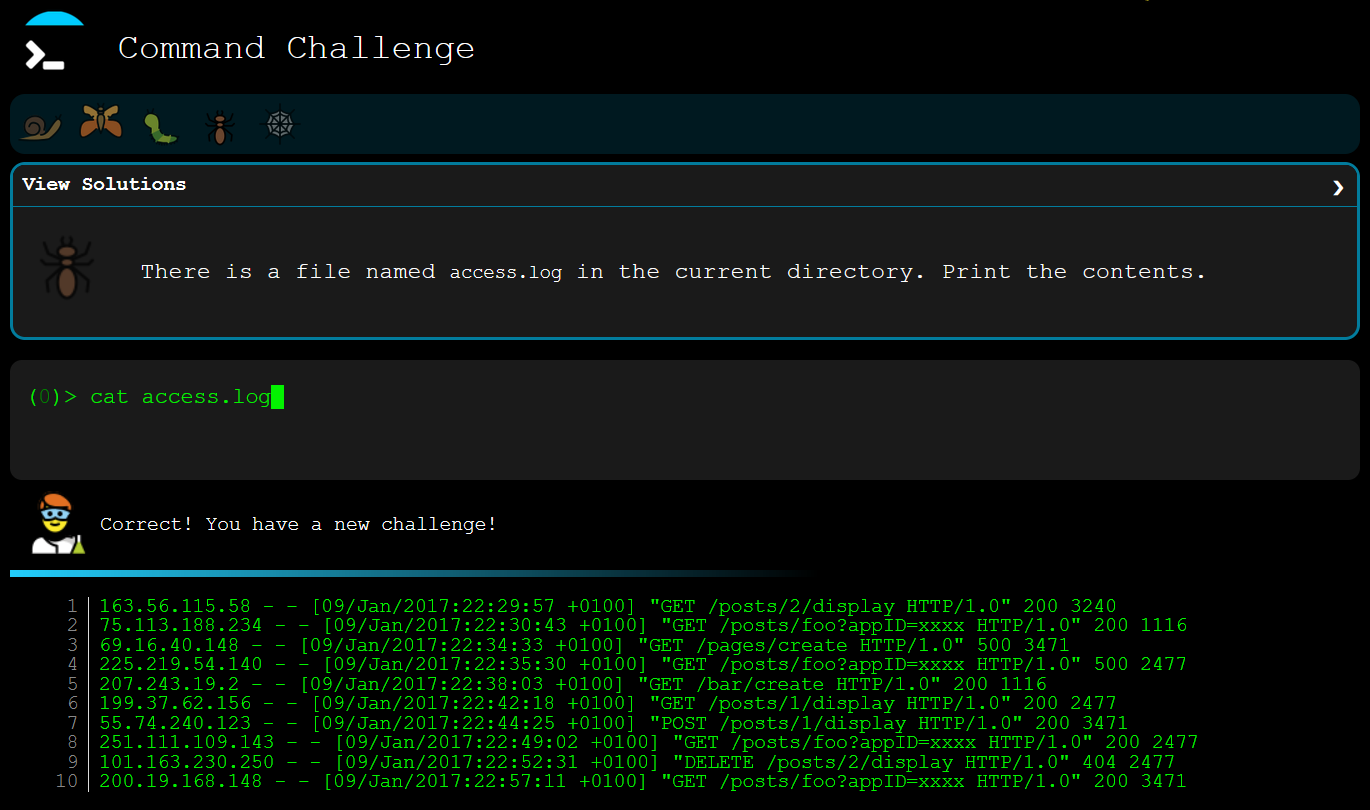 Command Challenge
View Solutions
There is a file named access.log in the current directory. Print the contents.
(0)> cat access.log
Correct! You have a new challenge!
1 163.56.115.58 - - [09/Jan/2017:22:29:57 +0100] "GET /posts/2/display HTTP/1.0" 200 3240
2 75.113.188.234 - - [09/Jan/2017:22:30:43 +0100] "GET /posts/foo?appID=xxxx HTTP/1.0" 200 1116
3 69.16.40.148 - - [09/Jan/2017:22:34:33 +0100] "GET /pages/create HTTP/1.0" 500 3471
4 225.219.54.140 - - [09/Jan/2017:22:35:30 +0100] "GET /posts/foo?appID=xxxx HTTP/1.0" 500 2477
5 207.243.19.2 - - [09/Jan/2017:22:38:03 +0100] "GET /bar/create HTTP/1.0" 200 1116
6 199.37.62.156 - - [09/Jan/2017:22:42:18 +0100] "GET /posts/1/display HTTP/1.0" 200 2477
7 55.74.240.123 - - [09/Jan/2017:22:44:25 +0100] "POST /posts/1/display HTTP/1.0" 200 3471
8 251.111.109.143 - - [09/Jan/2017:22:49:02 +0100] "GET /posts/foo?appID=xxxx HTTP/1.0" 200 2477
9 101.163.230.250 - - [09/Jan/2017:22:52:31 +0100] "DELETE /posts/2/display HTTP/1.0" 404 2477
10 200.19.168.148 - - [09/Jan/2017:22:57:11 +0100] "GET /posts/foo?appID=xxxx HTTP/1.0" 200 3471